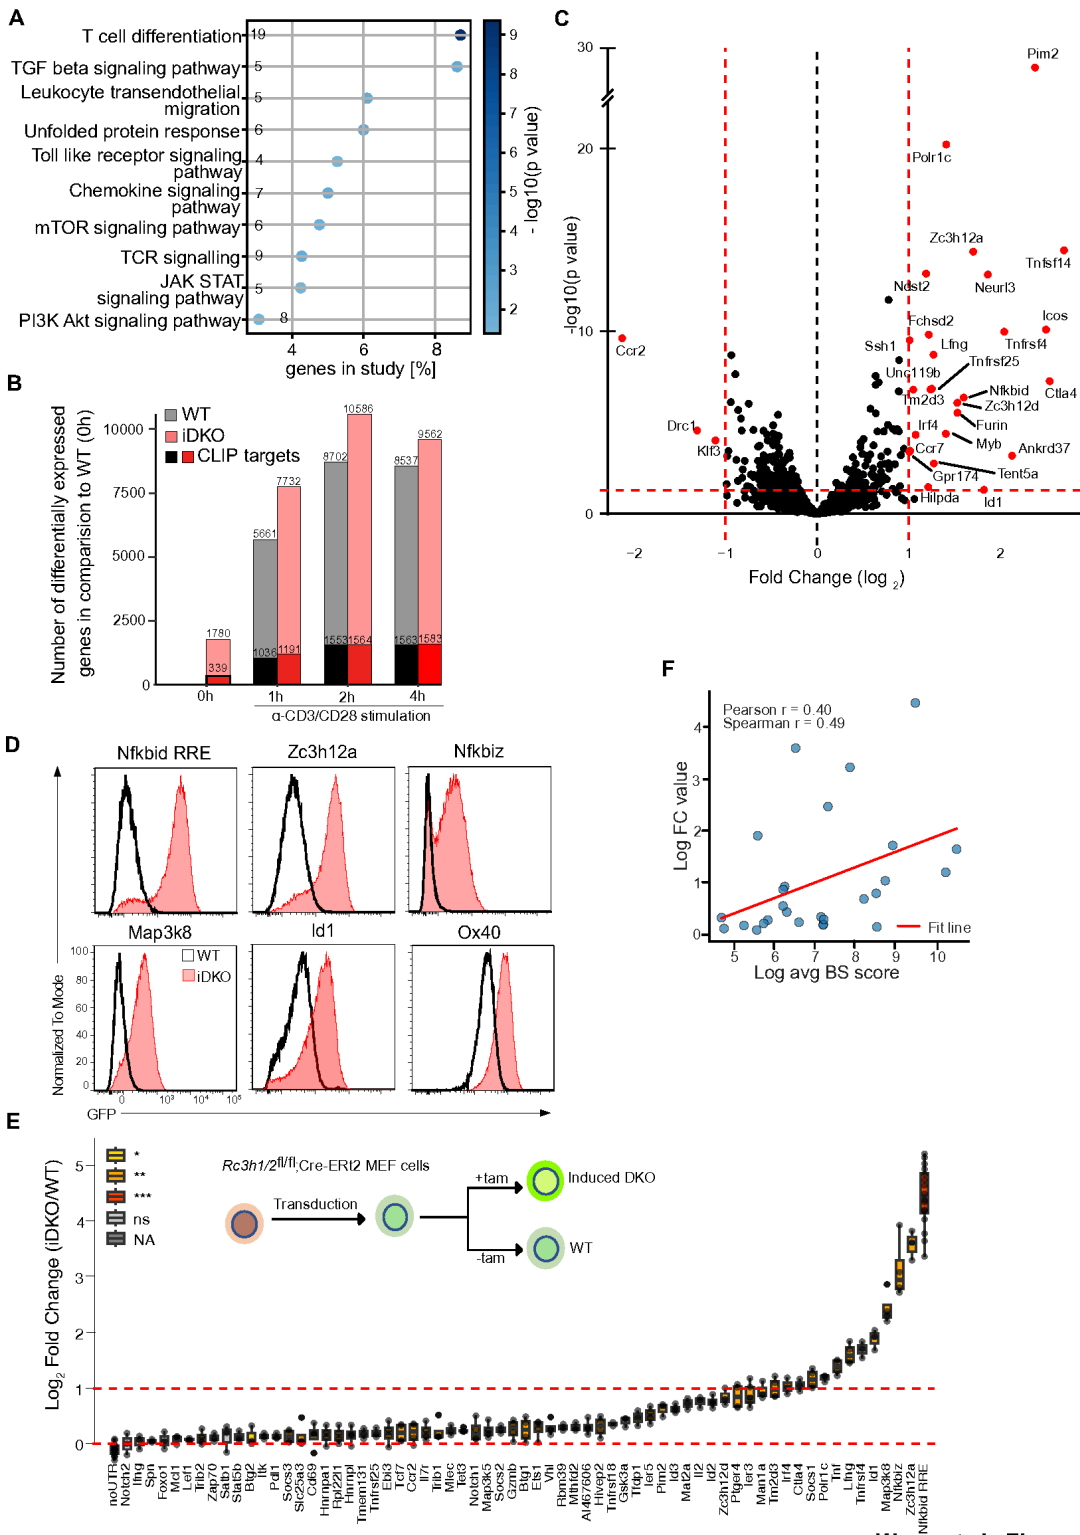 A
T cell differentiation
TGF beta signaling pathway
Leukocyte transendothelial
migration
Unfolded protein response
Toll like receptor signaling
pathway
Chemokine signaling
pathway
mTOR signaling pathway
TCR signalling
JAK STAT
signaling pathway
PI3K Akt signaling pathway
19
5
5
6
4
7
6
9
5
8
4 6 8
genes in study [%]
9
8
7
6
5
4
3
2
- log10(p value)
B
Number of differentially expressed
genes in comparision to WT (0h)
10000
7500
5000
2500
0
WT
iDKO
CLIP targets
1780
339
5661
7732
1036
1191
8702
10586
1553
1564
8537
9562
1563
1583
0h 1h 2h 4h
α-CD3/CD28 stimulation
C
-log10(p value)
30
20
10
0
−2 −1 0 1 2
Fold Change (log 2)
Pim2
Polr1c
Zc3h12a
Tnfsf14
Ndst2
Neurl3
Icos
Fchsd2
Tnfrsf4
Ssh1
Lfng
Ccr2
Tnfrsf25
Unc119b
Ctla4
Tm2d3
Nfkbid
Zc3h12d
Furin
Drc1
Irf4
Myb
Klf3
Ccr7
Ankrd37
Gpr174
Tent5a
Hilpda
Id1
D
Nfkbid RRE Zc3h12a Nfkbiz
Map3k8 Id1 Ox40
WT
iDKO
Normalized To Mode
100
80
60
40
20
0
0 10³ 10⁴ 10⁵
GFP
F
Pearson r = 0.40
Spearman r = 0.49
Log FC value
4
3
2
1
0
Fit line
5 6 7 8 9 10
Log avg BS score
E
Log2 Fold Change (iDKO/WT)
5
4
3
2
1
0
*
**
***
ns
NA
Rc3h1/2fl/fl;Cre-ERt2 MEF cells
Transduction
+tam
-tam
Induced DKO
WT
noUTR
Notch2
Ifng
Spn
Foxo1
Mcl1
Lef1
Trib2
Zap70
Satb1
Stat5b
Btg2
Itk
Pdl1
Socs3
Slc25a3
Cd69
Hnrnpa1
Rpl22l1
Hnrnpl
Tmem131
Tnfrsf25
Ebi3
Tcf7
Ccr2
Il7r
Trib1
Mlec
Tet3
Notch1
Map3k5
Socs2
Gzmb
Btg1
Ets1
Vhl
Rbm39
Mthfd2
AI467606
Hivep2
Tnfrsf18
Gsk3a
Tfdp1
Ier5
Pim2
Id3
Mat2a
Il2
Id2
Zc3h12d
Ptger4
Ier3
Man1a
Tm2d3
Irf4
Ctla4
Socs1
Polr1c
Tnf
Lfng
Tnfrsf4
Id1
Map3k8
Nfkbiz
Zc3h12a
Nfkbid RRE